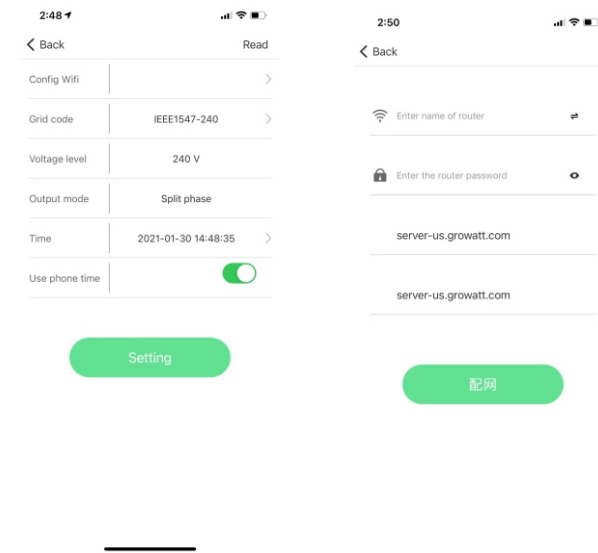 2:48
Back Read
Config Wifi
Grid code IEEE1547-240
Voltage level 240 V
Output mode Split phase
Time 2021-01-30 14:48:35
Use phone time
Setting
2:50
Back
Enter name of router
Enter the router password
server-us.growatt.com
server-us.growatt.com
配网